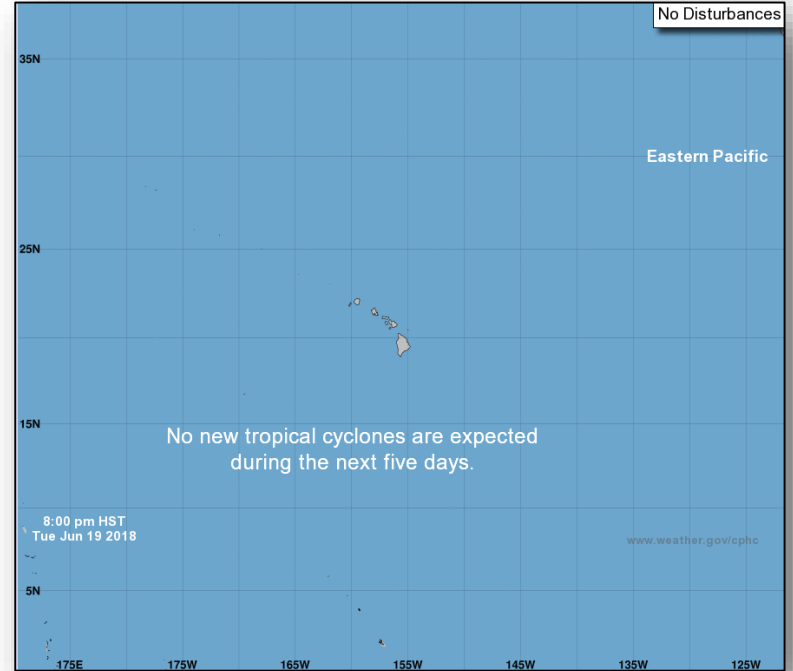 No Disturbances
35N
Eastern Pacific
25N
15N
No new tropical cyclones are expected
during the next five days.
8:00 pm HST
Tue Jun 19 2018
www.weather.gov/cphc
5N
175E 175W 165W 155W 145W 135W 125W